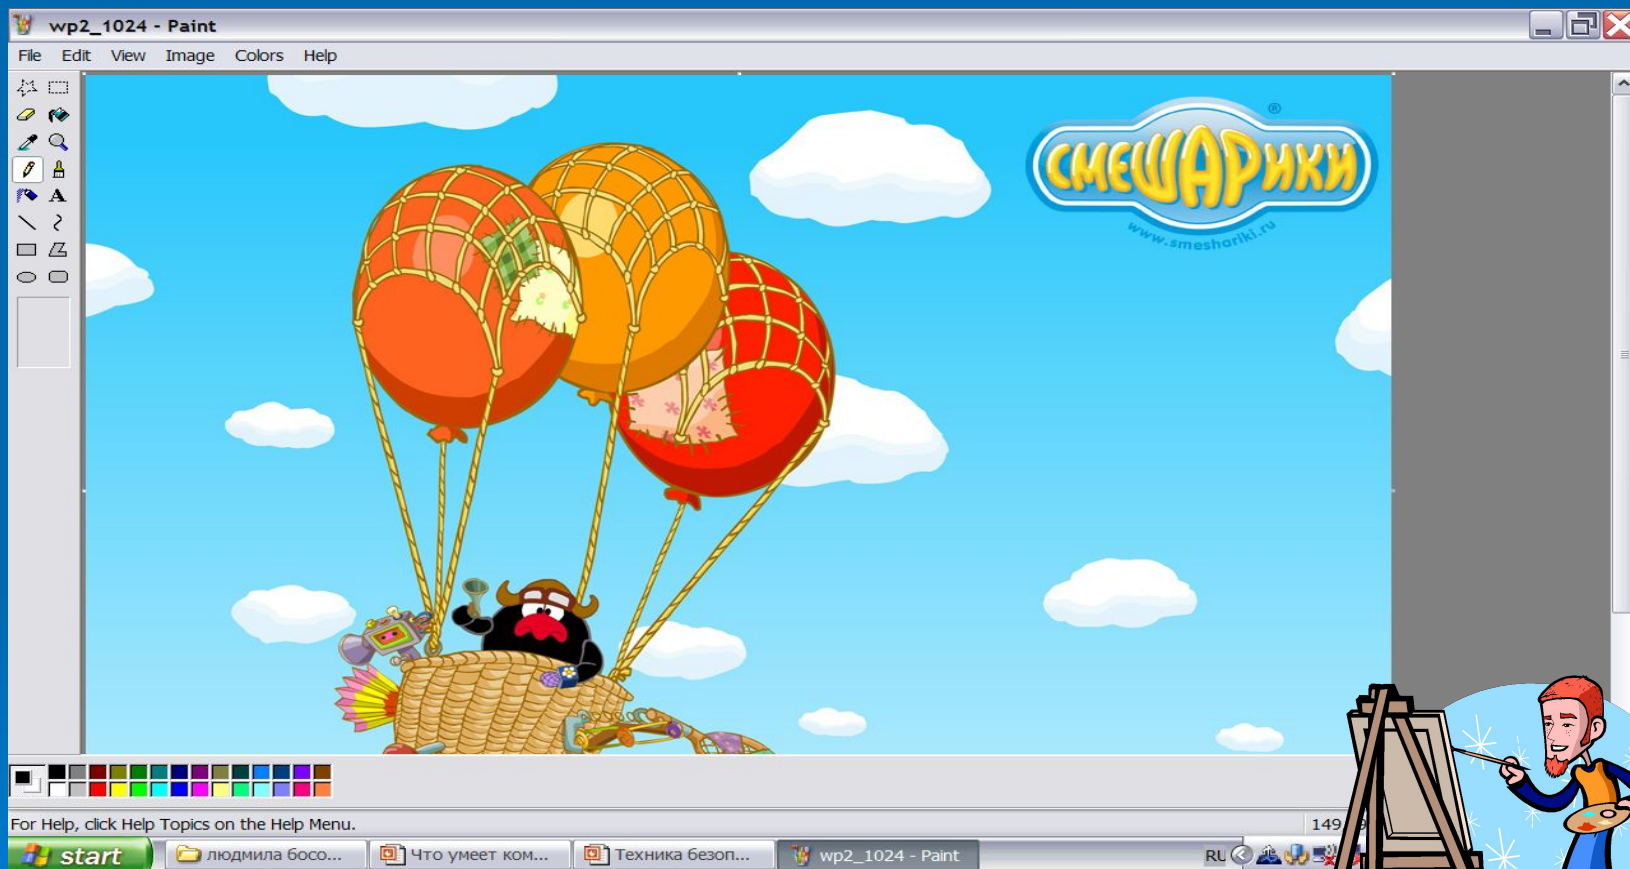 wp2_1024 - Paint
File Edit View Image Colors Help
СМЕШАРИКИ
®
www.smeshariki.ru
A
For Help, click Help Topics on the Help Menu.
149
start
людмила босо...
Что умеет ком...
Техника безоп...
wp2_1024 - Paint
RU